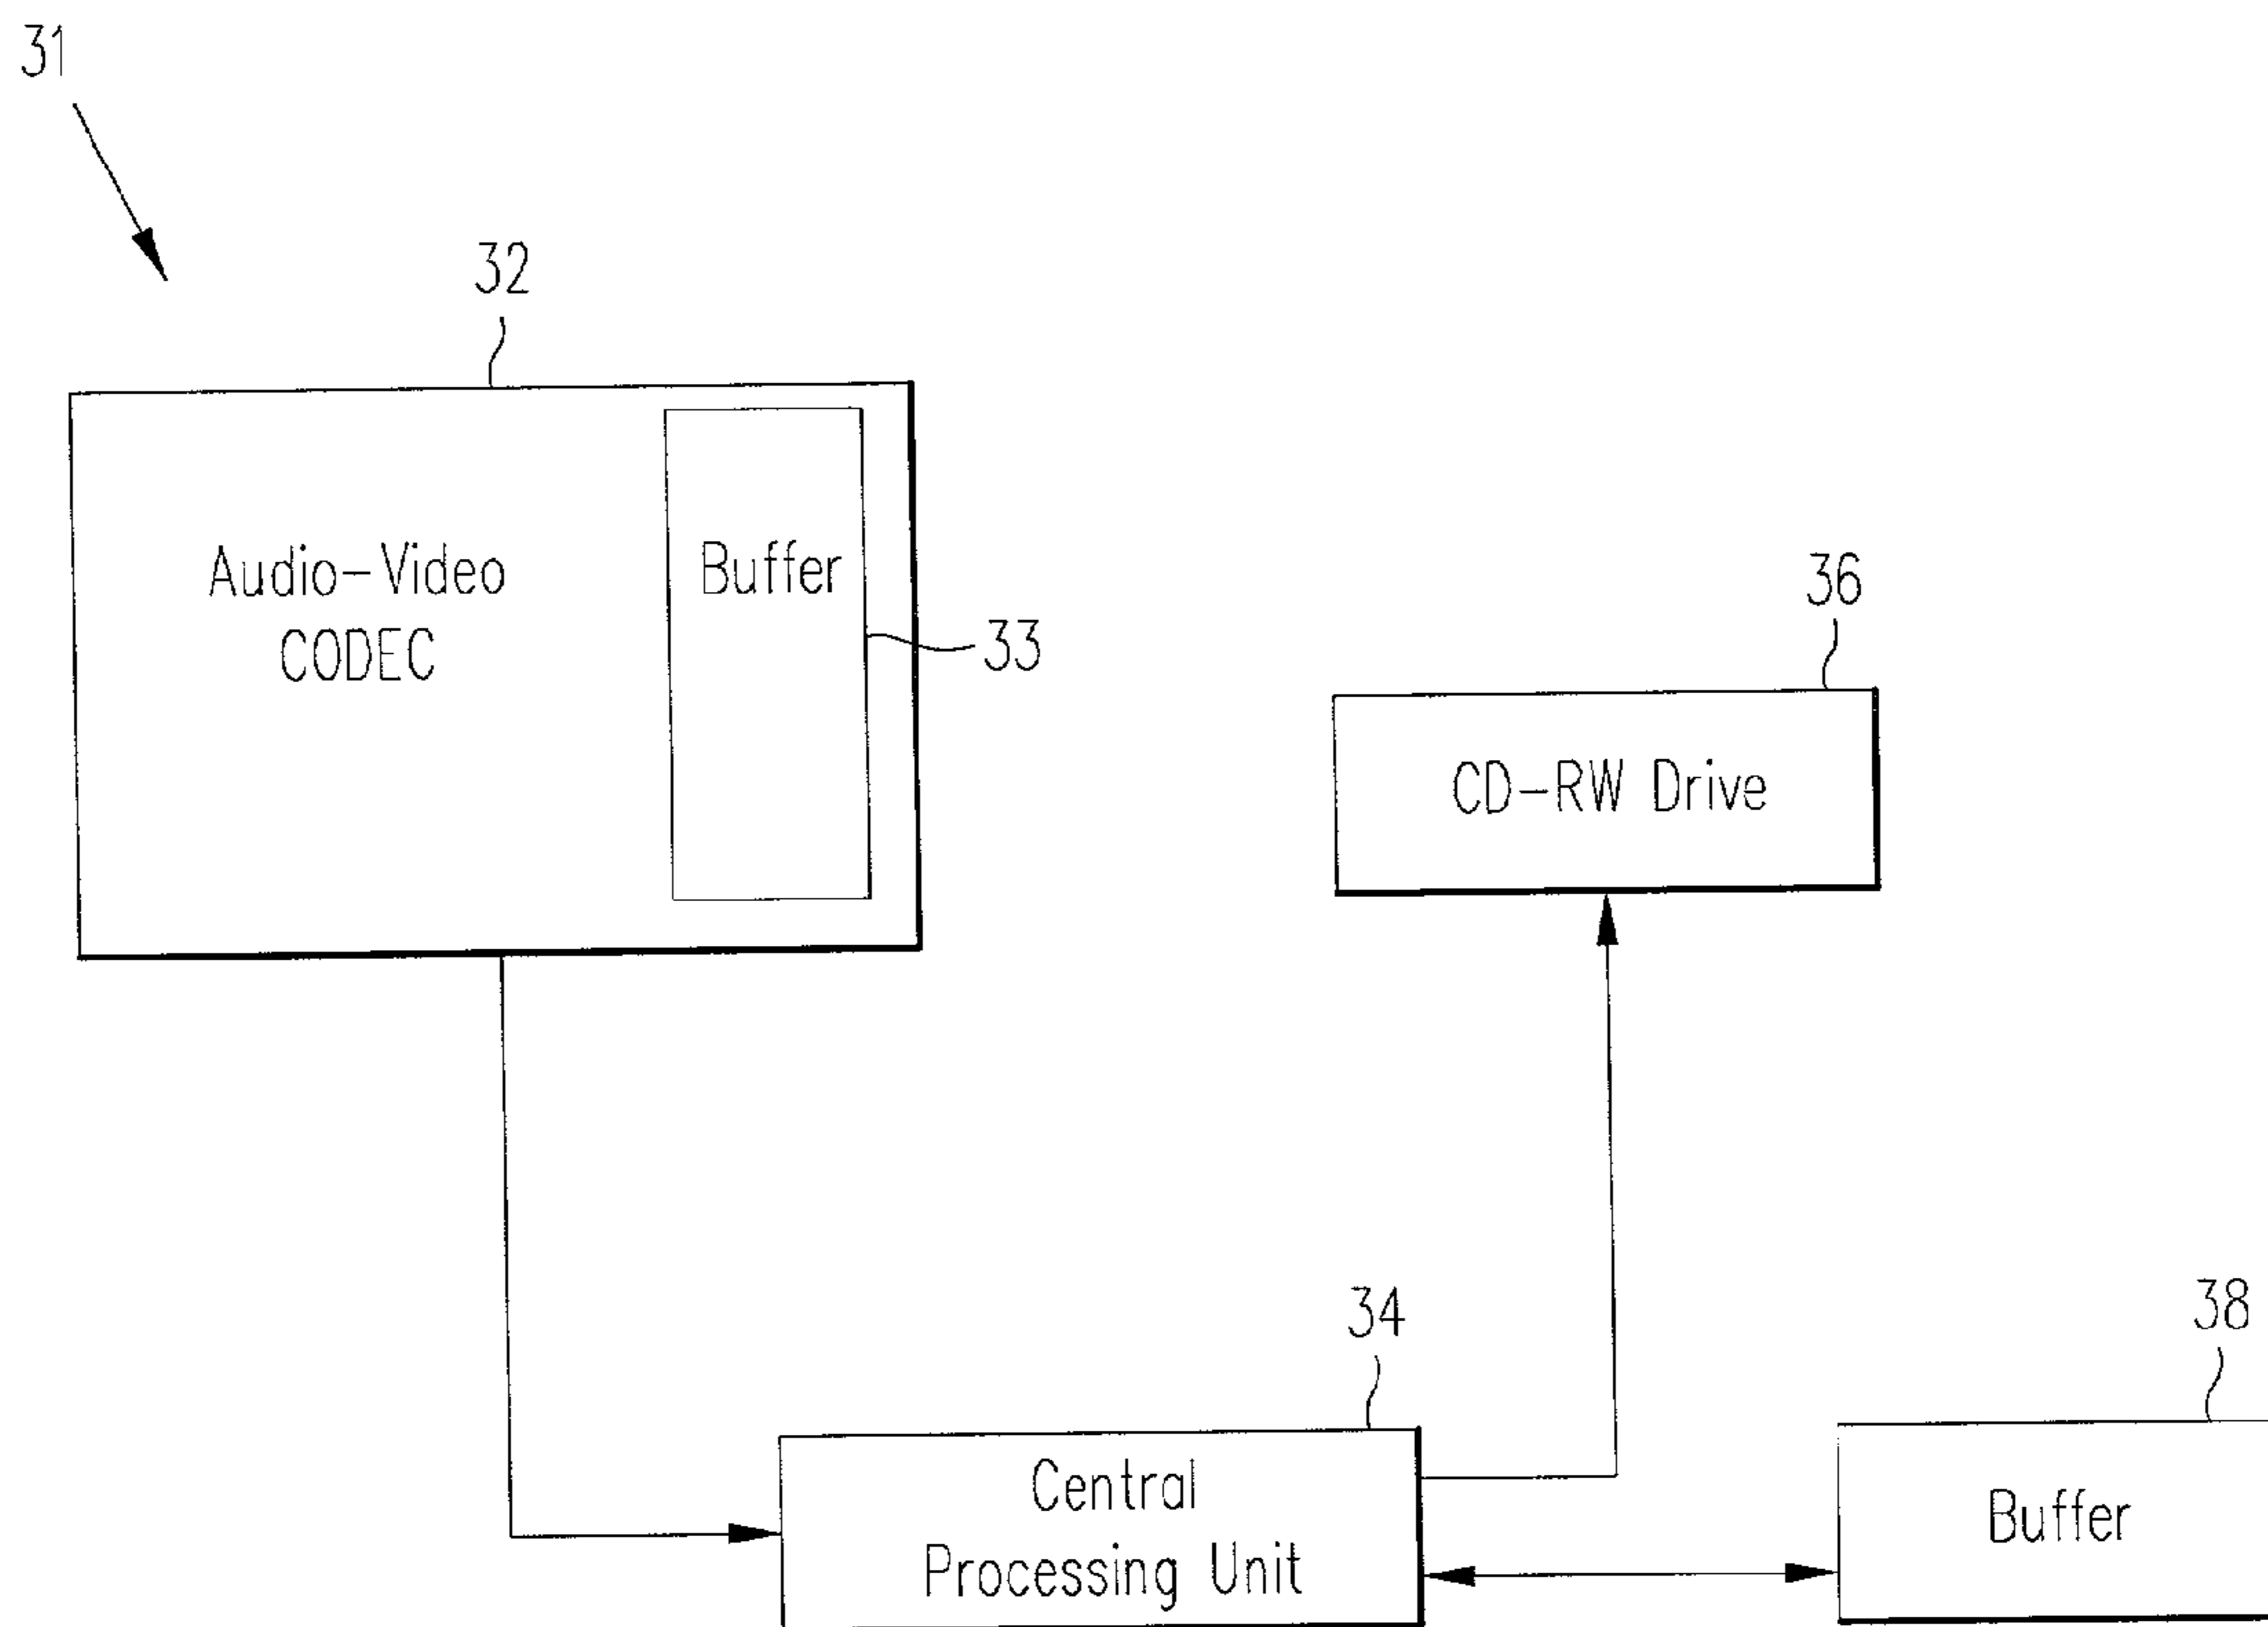 31
32
Audio-Video
CODEC
Buffer
33
36
CD-RW Drive
34
Central
Processing Unit
38
Buffer